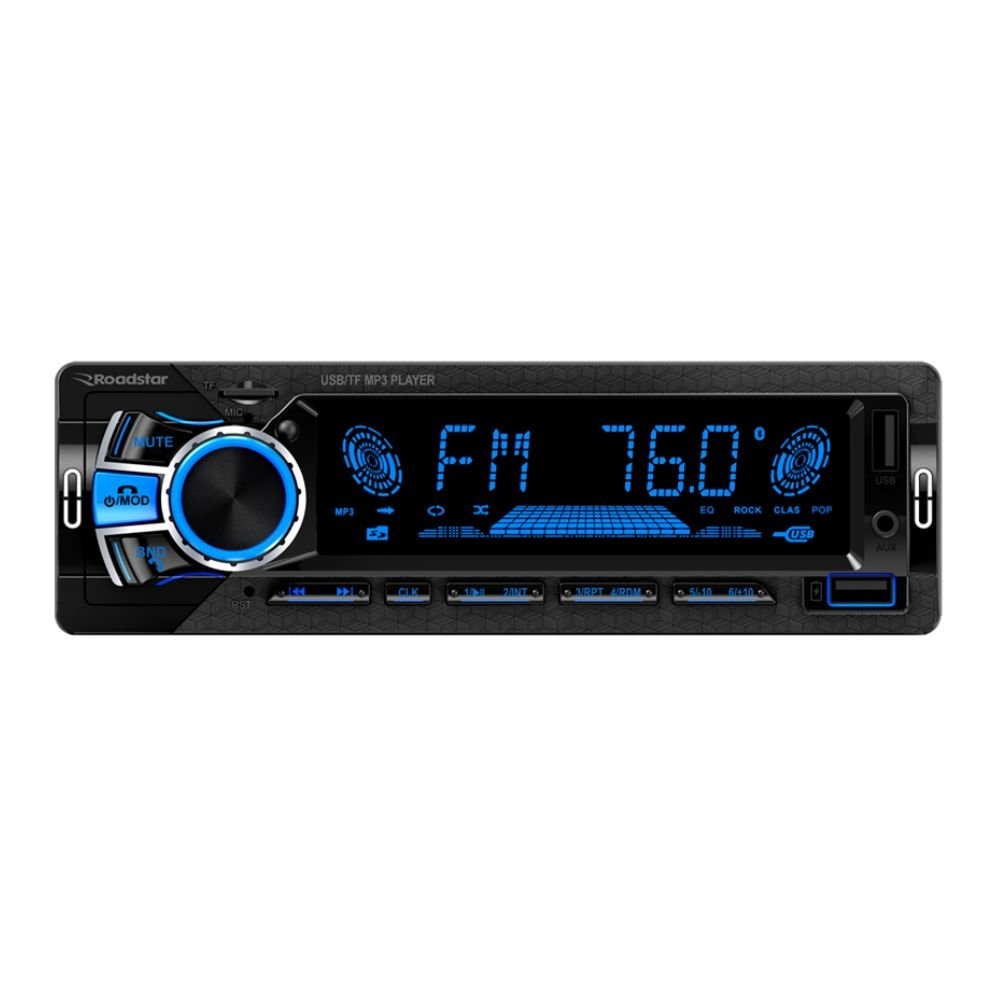 Roadstar
TF
USB/TF MP3 PLAYER
MIC
MUTE
FM 76.0
USB
⏻/MOD
MP3
EQ ROCK CLAS POP
USB
AUX
BND
RST
CLK
1/▶||
2/INT
3/RPT 4/RDM
5/-10
6/+10